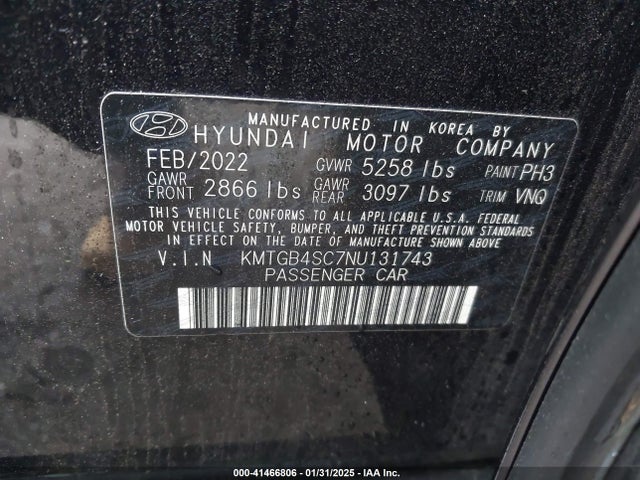 MANUFACTURED IN KOREA BY
HYUNDAI MOTOR COMPANY
FEB/2022 GVWR 5258 lbs PAINT PH3
GAWR FRONT 2866 lbs GAWR REAR 3097 lbs TRIM VNQ
THIS VEHICLE CONFORMS TO ALL APPLICABLE U.S.A. FEDERAL
MOTOR VEHICLE SAFETY, BUMPER, AND THEFT PREVENTION STANDARDS
IN EFFECT ON THE DATE OF MANUFACTURE SHOWN ABOVE.
V.I.N KMTGB4SC7NU131743
PASSENGER CAR
000-41466806 - 01/31/2025 - IAA Inc.